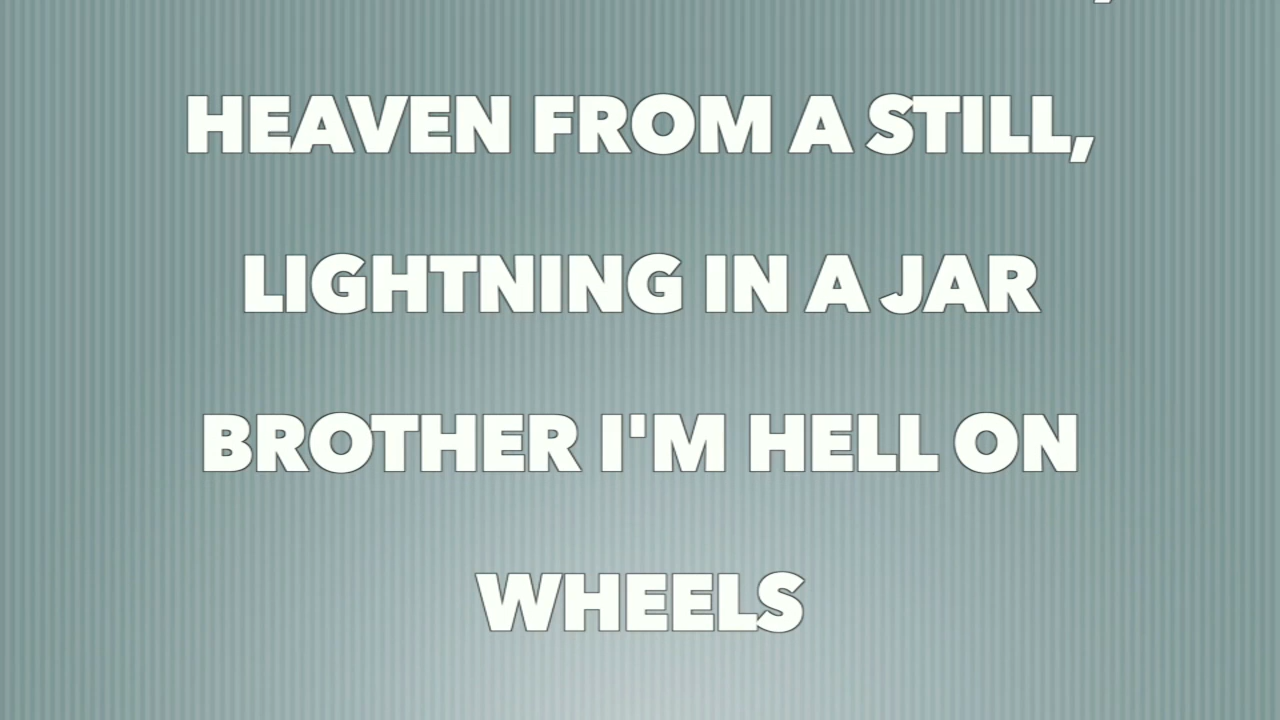 HEAVEN FROM A STILL,
LIGHTNING IN A JAR
BROTHER I'M HELL ON
WHEELS